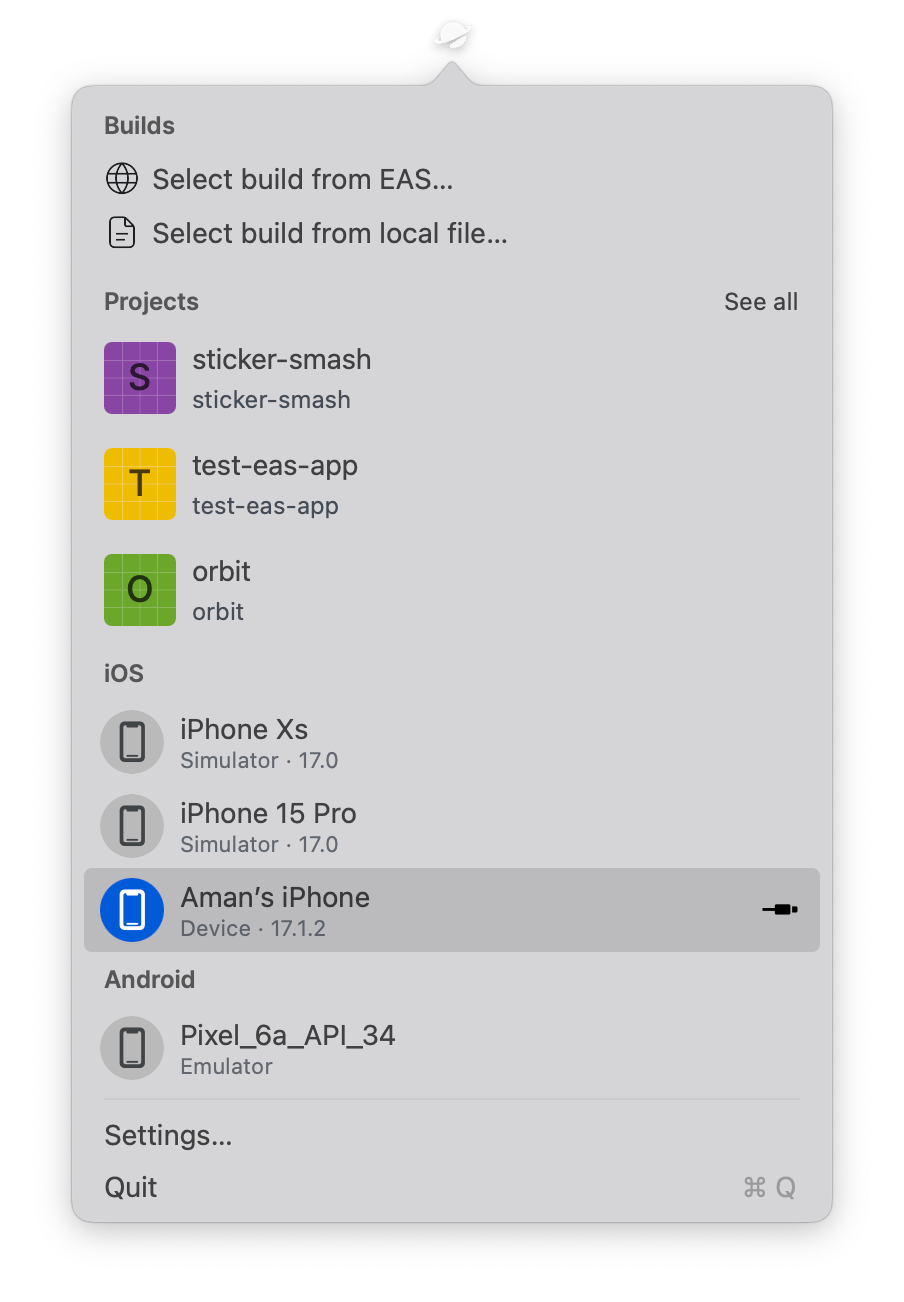 Builds
Select build from EAS...
Select build from local file...
Projects See all
S
sticker-smash
sticker-smash
T
test-eas-app
test-eas-app
O
orbit
orbit
iOS
iPhone Xs
Simulator · 17.0
iPhone 15 Pro
Simulator · 17.0
Aman’s iPhone
Device · 17.1.2
Android
Pixel_6a_API_34
Emulator
Settings...
Quit ⌘ Q